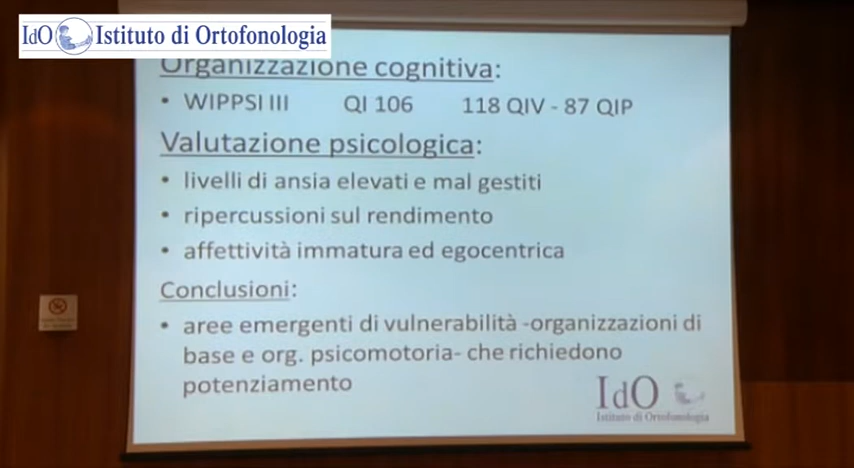 IdO Istituto di Ortofonologia
Organizzazione cognitiva:
• WIPPSI III QI 106 118 QIV - 87 QIP
Valutazione psicologica:
• livelli di ansia elevati e mal gestiti
• ripercussioni sul rendimento
• affettività immatura ed egocentrica
Conclusioni:
• aree emergenti di vulnerabilità -organizzazioni di
base e org. psicomotoria- che richiedono
potenziamento
IdO
Istituto di Ortofonologia